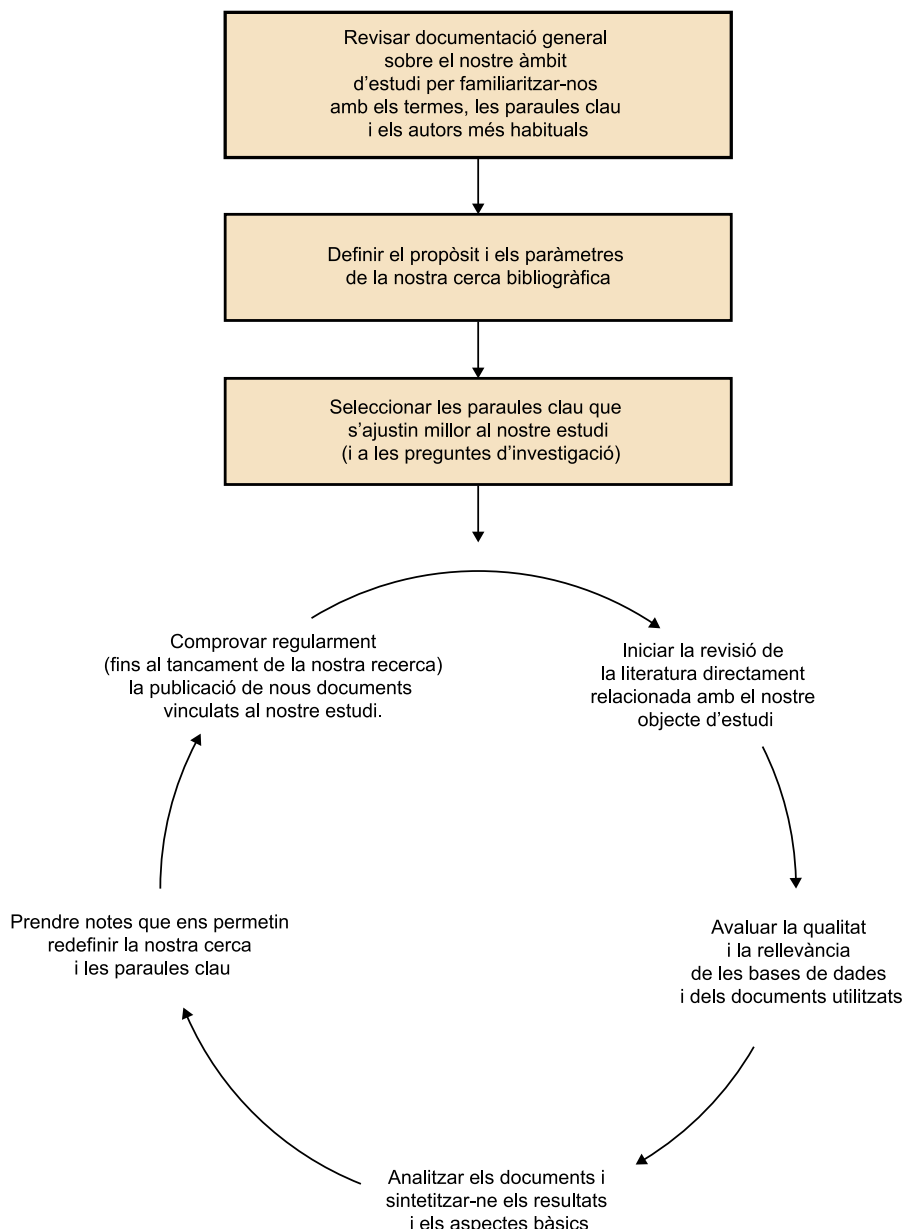 Revisar documentació general
sobre el nostre àmbit
d'estudi per familiaritzar-nos
amb els termes, les paraules clau
i els autors més habituals
Definir el propòsit i els paràmetres
de la nostra cerca bibliogràfica
Seleccionar les paraules clau que
s'ajustin millor al nostre estudi
(i a les preguntes d'investigació)
Iniciar la revisió de
la literatura directament
relacionada amb el nostre
objecte d'estudi
Avaluar la qualitat
i la rellevància
de les bases de dades
i dels documents utilitzats
Analitzar els documents i
sintetitzar-ne els resultats
i els aspectes bàsics
Prendre notes que ens permetin
redefinir la nostra cerca
i les paraules clau
Comprovar regularment
(fins al tancament de la nostra recerca)
la publicació de nous documents
vinculats al nostre estudi.